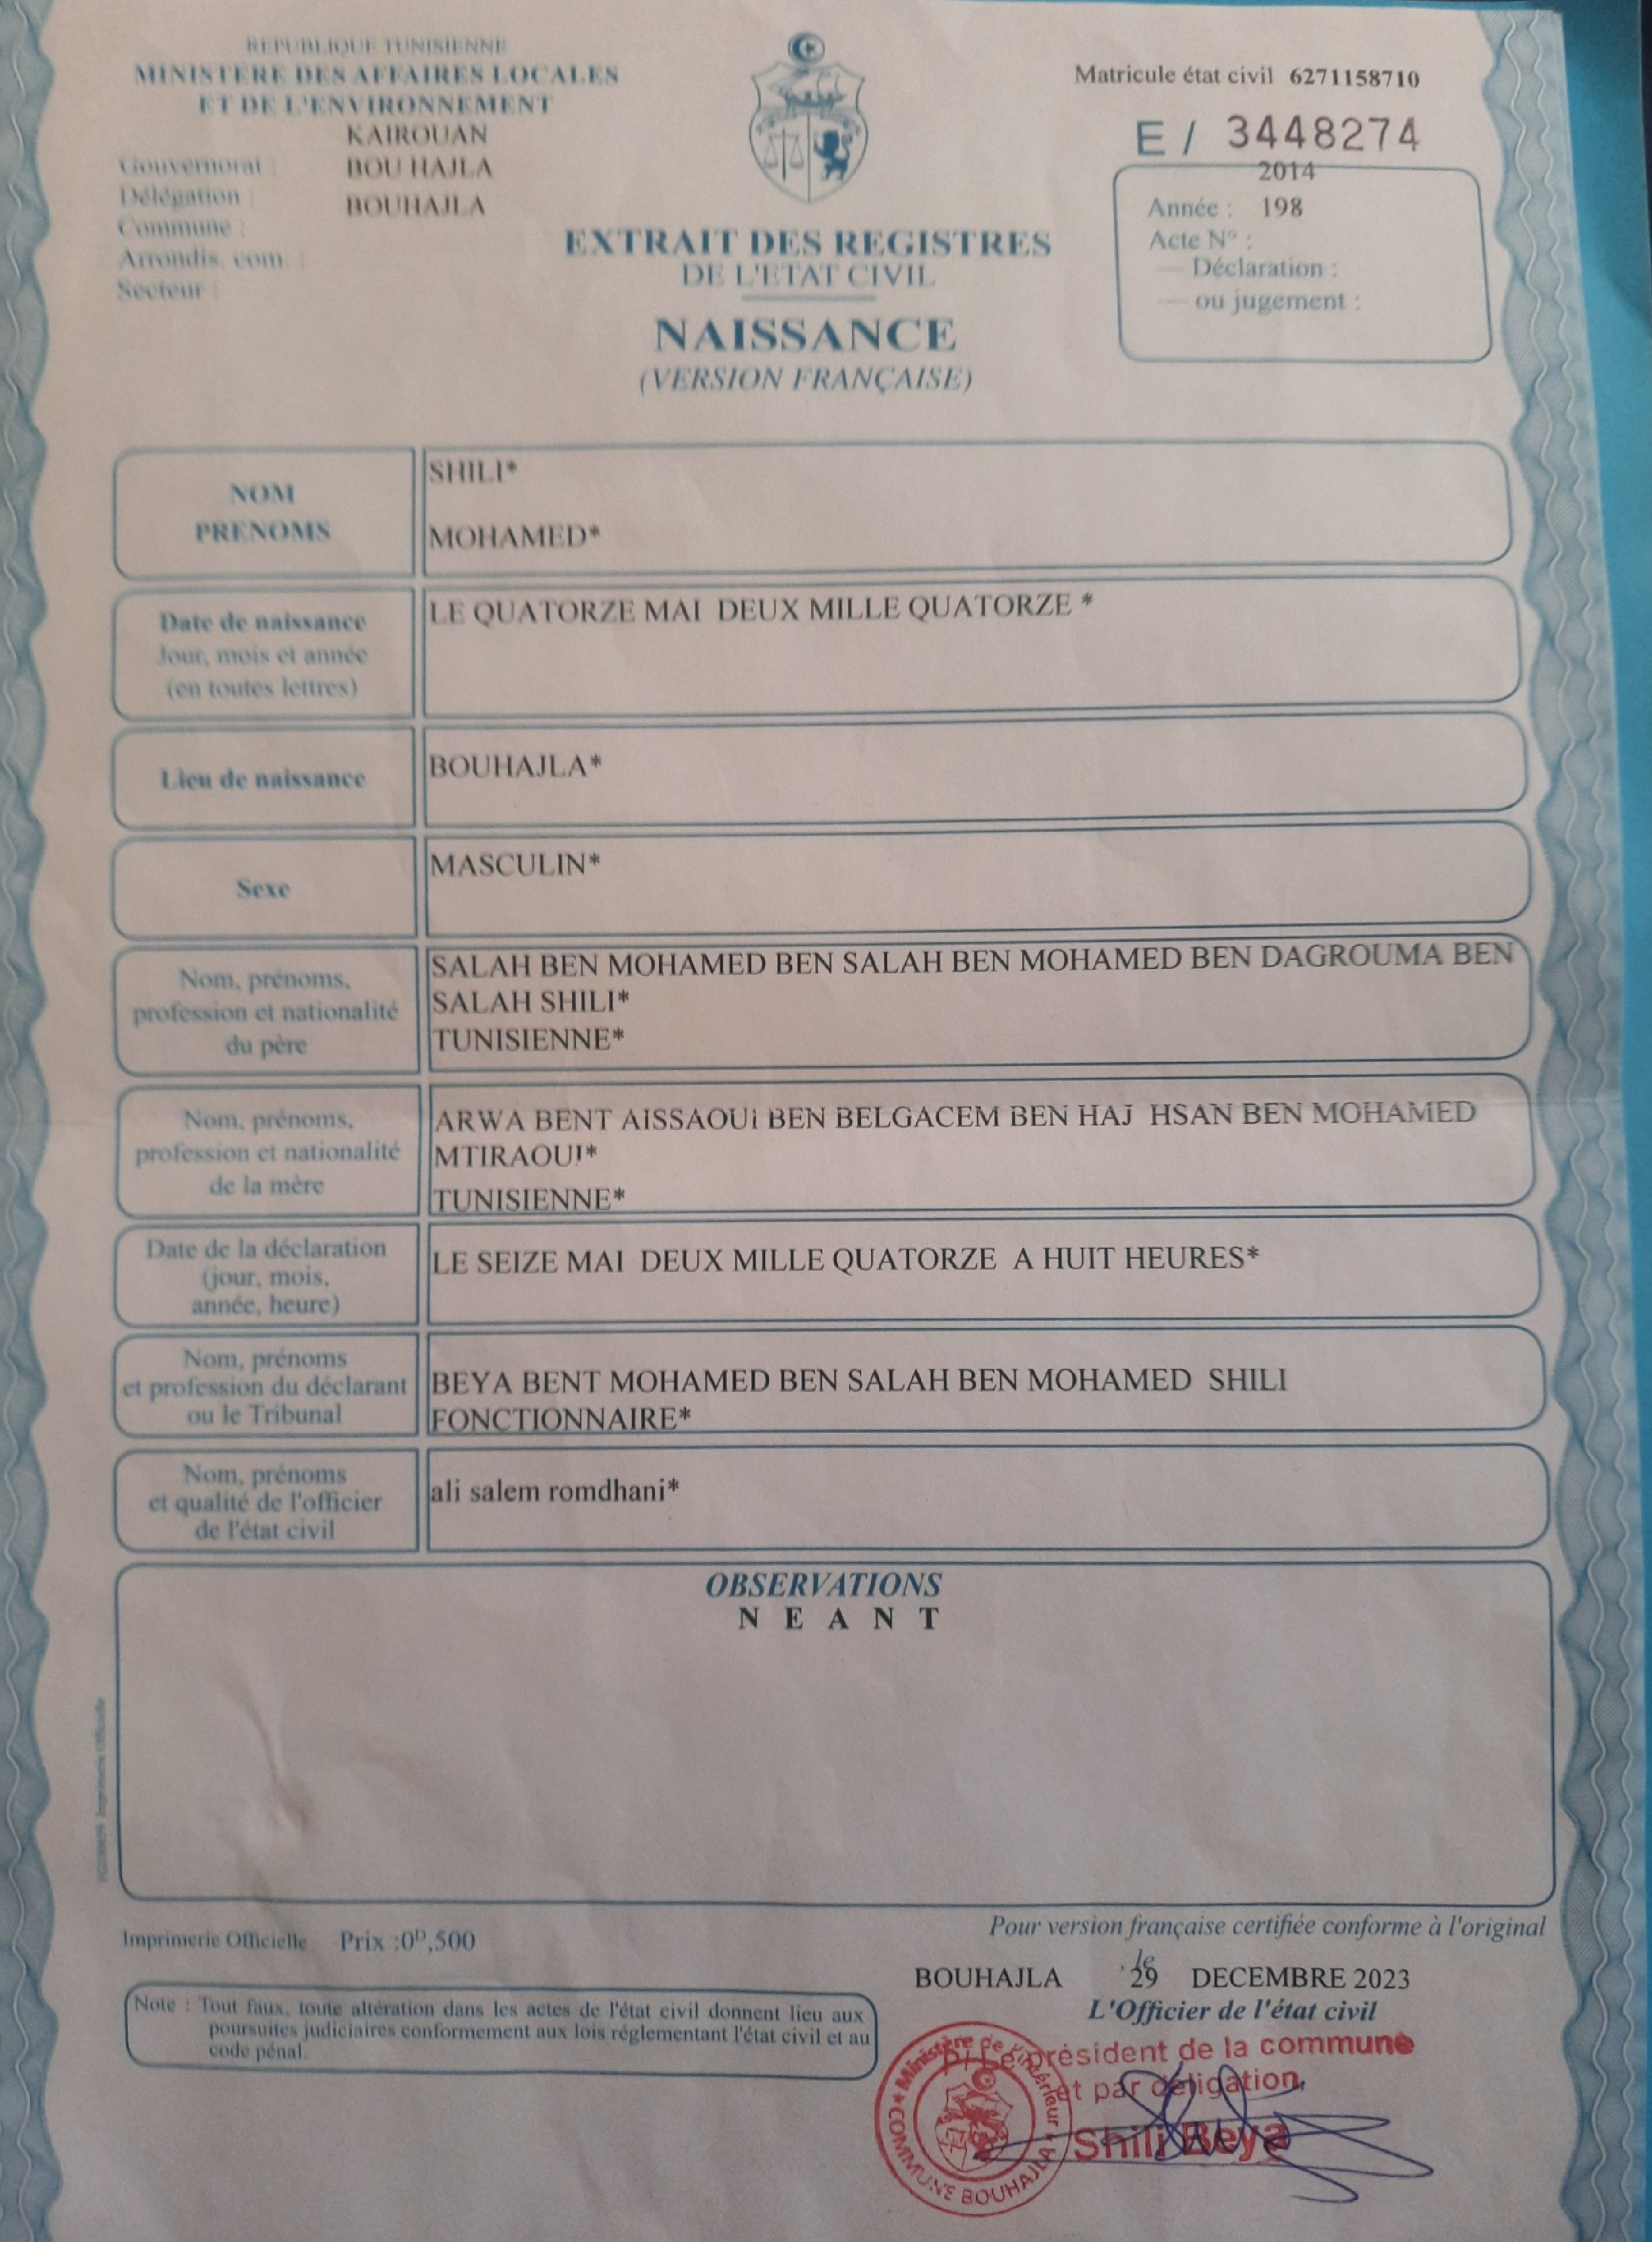 REPUBLIQUE TUNISIENNE
MINISTERE DES AFFAIRES LOCALES
ET DE L'ENVIRONNEMENT
KAIROUAN
Gouvernorat : BOU HAJLA
Délégation :
BOUHAJLA
Commune :
Arrondis. com. :
Secteur :
Matricule état civil 6271158710
E / 3448274
2014
Année : 198
Acte N° :
— Déclaration :
— ou jugement :
EXTRAIT DES REGISTRES
DE L'ETAT CIVIL
NAISSANCE
(VERSION FRANÇAISE)
NOM
PRENOMS
SHILI*
MOHAMED*
Date de naissance
Jour, mois et année
(en toutes lettres)
LE QUATORZE MAI DEUX MILLE QUATORZE *
Lieu de naissance
BOUHAJLA*
Sexe
MASCULIN*
Nom, prénoms,
profession et nationalité
du père
SALAH BEN MOHAMED BEN SALAH BEN MOHAMED BEN DAGROUMA BEN
SALAH SHILI*
TUNISIENNE*
Nom, prénoms,
profession et nationalité
de la mère
ARWA BENT AISSAOUi BEN BELGACEM BEN HAJ HSAN BEN MOHAMED
MTIRAOUI*
TUNISIENNE*
Date de la déclaration
(jour, mois,
année, heure)
LE SEIZE MAI DEUX MILLE QUATORZE A HUIT HEURES*
Nom, prénoms
et profession du déclarant
ou le Tribunal
BEYA BENT MOHAMED BEN SALAH BEN MOHAMED SHILI
FONCTIONNAIRE*
Nom, prénoms
et qualité de l'officier
de l'état civil
ali salem romdhani*
OBSERVATIONS
N E A N T
Imprimerie Officielle
Imprimerie Officielle Prix :0D,500
Pour version française certifiée conforme à l'original
BOUHAJLA , le 29 DECEMBRE 2023
L'Officier de l'état civil
Note : Tout faux, toute altération dans les actes de l'état civil donnent lieu aux
poursuites judiciaires conformement aux lois réglementant l'état civil et au
code pénal.
P/ Le président de la commune
et par déligation
Shili Beya
Ministère de l'intérieur
COMMUNE BOUHAJLA